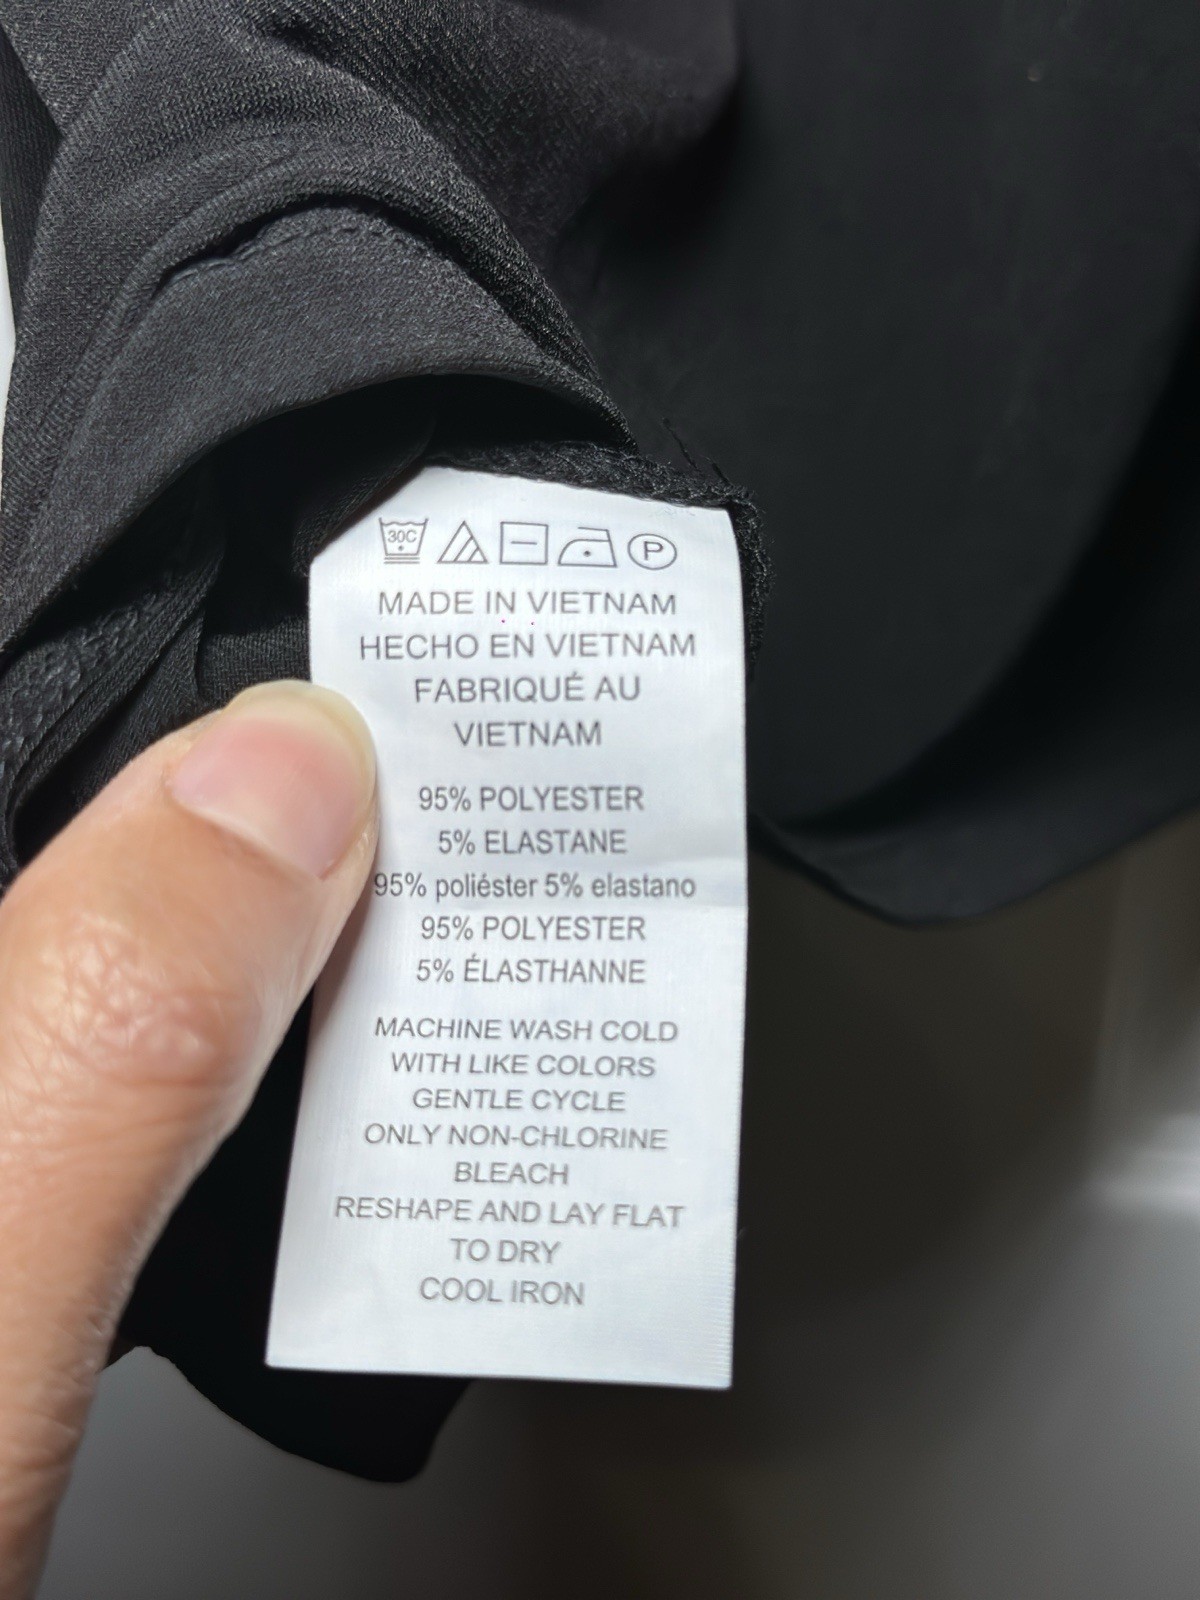 30C P
MADE IN VIETNAM
HECHO EN VIETNAM
FABRIQUÉ AU
VIETNAM
95% POLYESTER
5% ELASTANE
95% poliéster 5% elastano
95% POLYESTER
5% ÉLASTHANNE
MACHINE WASH COLD
WITH LIKE COLORS
GENTLE CYCLE
ONLY NON-CHLORINE
BLEACH
RESHAPE AND LAY FLAT
TO DRY
COOL IRON